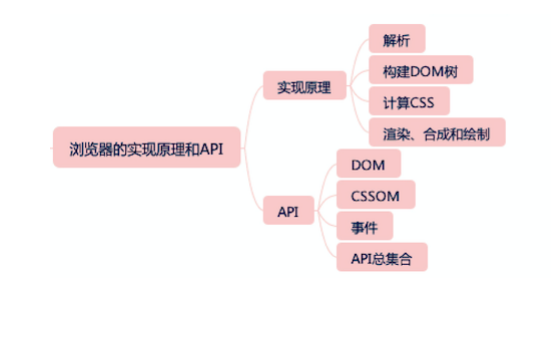 浏览器的实现原理和API
实现原理
解析
构建DOM树
计算CSS
渲染、合成和绘制
API
DOM
CSSOM
事件
API总集合